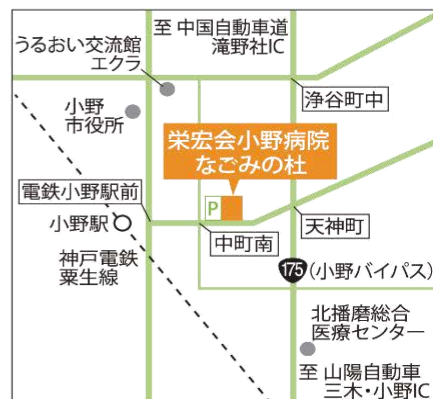 至 中国自動車道
滝野社IC
うるおい交流館
エクラ
浄谷町中
小野
市役所
栄宏会小野病院
なごみの杜
電鉄小野駅前
P
小野駅
中町南
天神町
神戸電鉄
粟生線
175 (小野バイパス)
北播磨総合
医療センター
至 山陽自動車
三木・小野IC